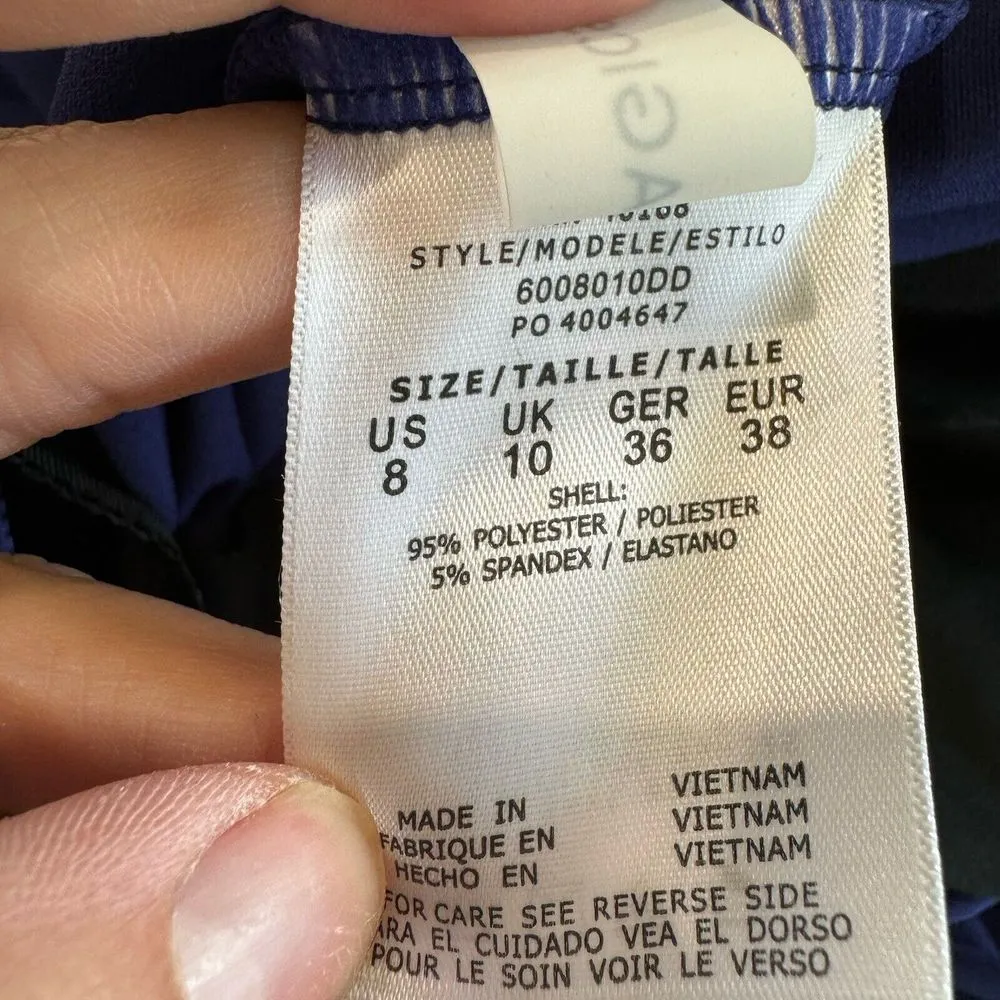 STYLE/MODELE/ESTILO
6008010DD
PO 4004647
SIZE/TAILLE/TALLE
US UK GER EUR
8 10 36 38
SHELL:
95% POLYESTER / POLIESTER
5% SPANDEX / ELASTANO
MADE IN VIETNAM
FABRIQUE EN VIETNAM
HECHO EN VIETNAM
FOR CARE SEE REVERSE SIDE
EL CUIDADO VEA EL DORSO
POUR LE SOIN VOIR LE VERSO